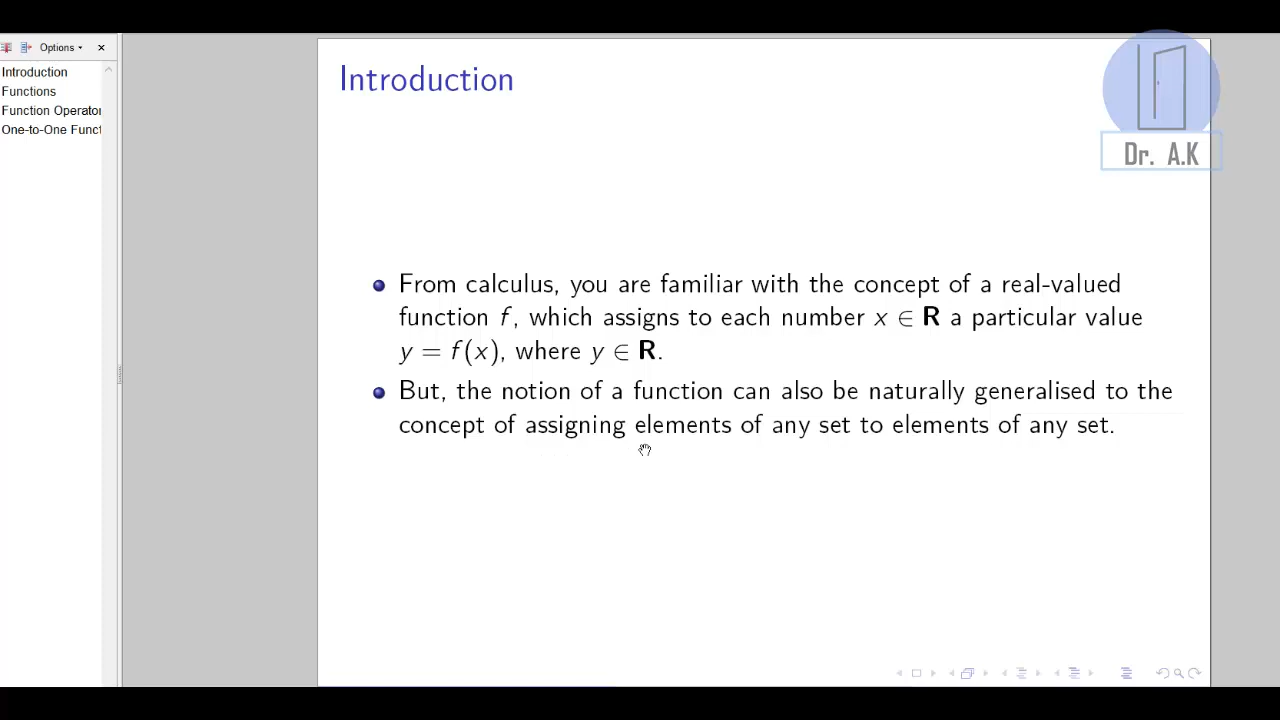 Options
Introduction
Functions
Function Operator
One-to-One Funct
Introduction
Dr. A.K
From calculus, you are familiar with the concept of a real-valued
function f, which assigns to each number x ∈ R a particular value
y = f(x), where y ∈ R.
But, the notion of a function can also be naturally generalised to the
concept of assigning elements of any set to elements of any set.